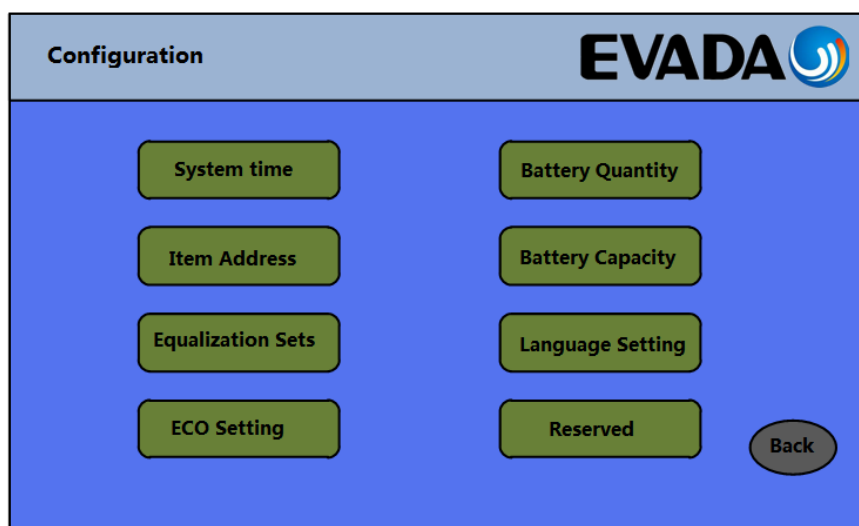 Configuration
EVADA
System time
Battery Quantity
Item Address
Battery Capacity
Equalization Sets
Language Setting
ECO Setting
Reserved
Back